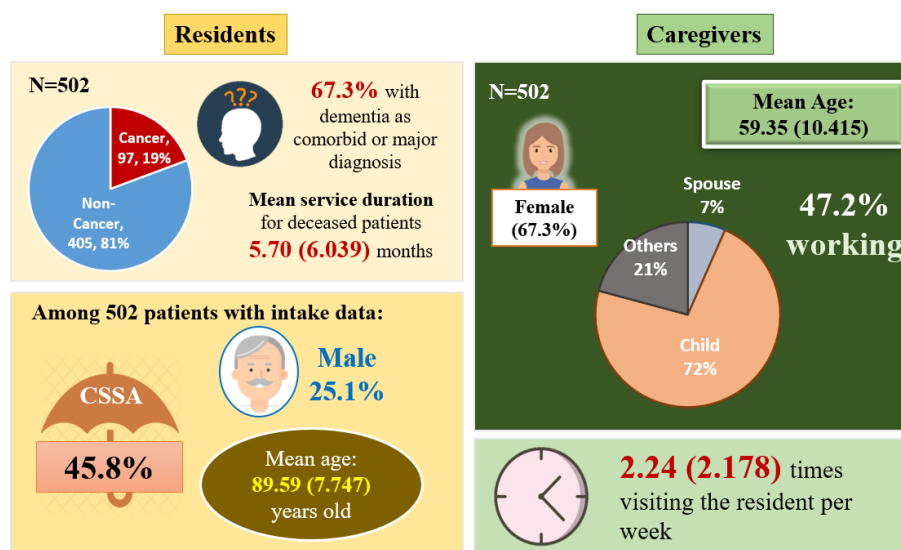 Residents
N=502
Cancer,
97, 19%
Non-
Cancer,
405, 81%
???
67.3% with
dementia as
comorbid or major
diagnosis
Mean service duration
for deceased patients
5.70 (6.039) months
Among 502 patients with intake data:
CSSA
45.8%
Male
25.1%
Mean age:
89.59 (7.747)
years old
Caregivers
N=502
Mean Age:
59.35 (10.415)
Female
(67.3%)
Spouse
7%
Others
21%
Child
72%
47.2%
working
2.24 (2.178) times
visiting the resident per
week